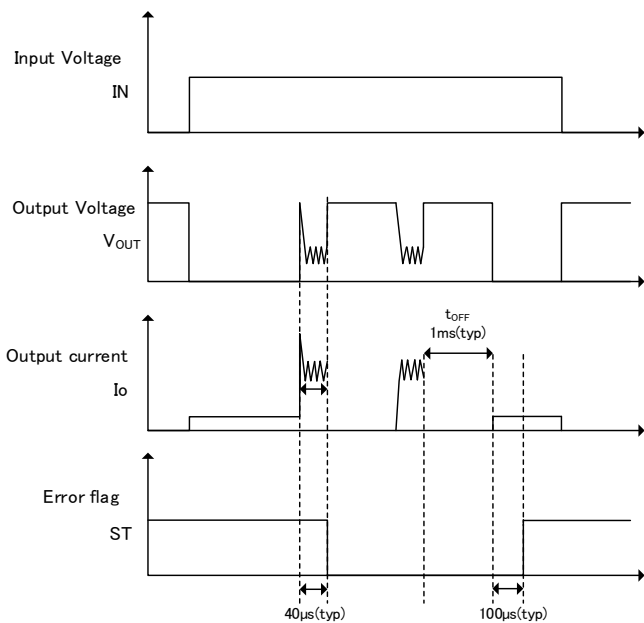 Input Voltage
IN
Output Voltage
VOUT
tOFF
1ms(typ)
Output current
Io
Error flag
ST
40μs(typ)
100μs(typ)